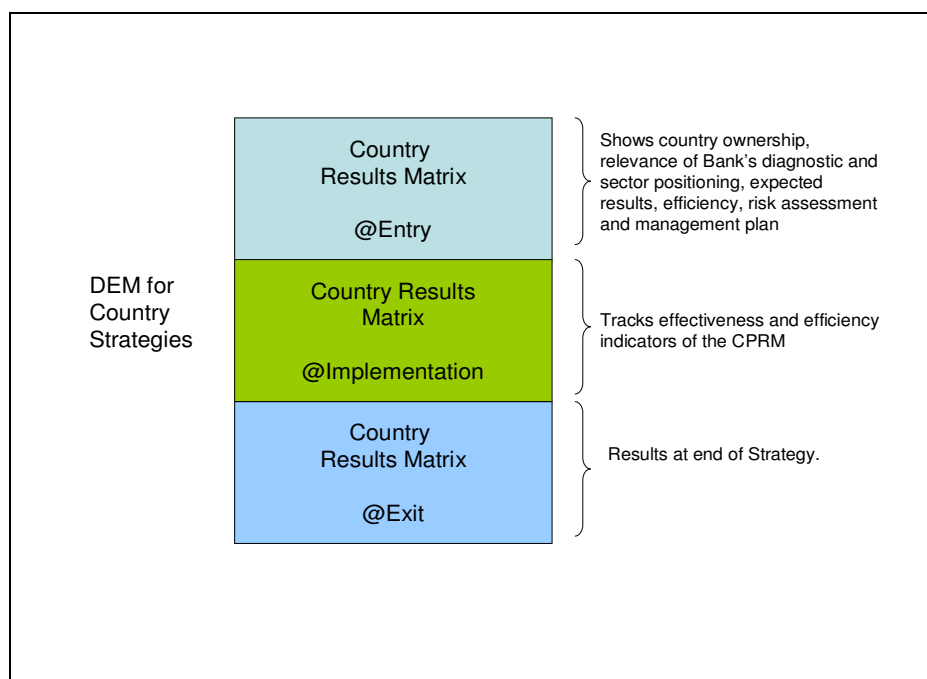 DEM for
Country
Strategies
Country
Results Matrix
@Entry
Shows country ownership,
relevance of Bank's diagnostic and
sector positioning, expected
results, efficiency, risk assessment
and management plan
Country Results
Matrix
@Implementation
Tracks effectiveness and efficiency
indicators of the CPRM
Country
Results Matrix
@Exit
Results at end of Strategy.